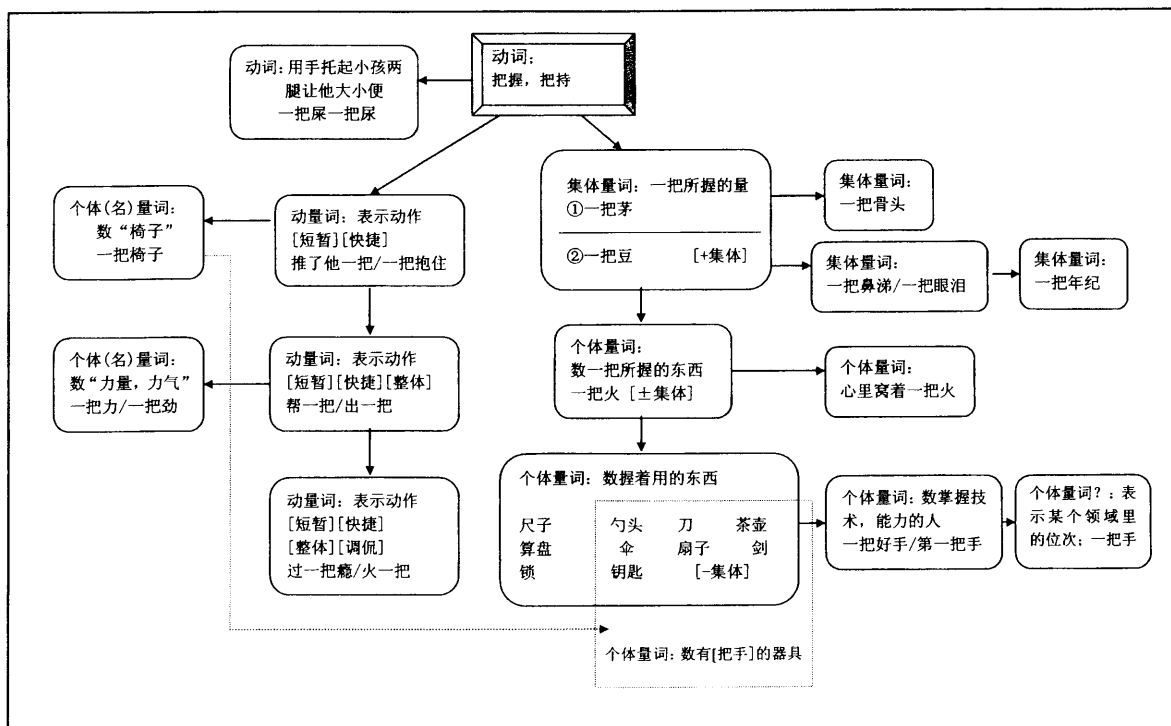 动词：
把握，把持
动词：用手托起小孩两
腿让他大小便
一把屎一把尿
集体量词：一把所握的量
①一把茅
②一把豆 [+集体]
集体量词：
一把骨头
个体(名)量词：
数“椅子”
一把椅子
动量词：表示动作
[短暂][快捷]
推了他一把/一把抱住
集体量词：
一把鼻涕/一把眼泪
集体量词：
一把年纪
个体(名)量词：
数“力量，力气”
一把力/一把劲
动量词：表示动作
[短暂][快捷][整体]
帮一把/出一把
个体量词：
数一把所握的东西
一把火 [±集体]
个体量词：
心里窝着一把火
动量词：表示动作
[短暂][快捷]
[整体][调侃]
过一把瘾/火一把
个体量词：数握着用的东西
尺子 勺头 刀 茶壶
算盘 伞 扇子 剑
锁 钥匙 [-集体]
个体量词：数掌握技
术，能力的人
一把好手/第一把手
个体量词？：表
示某个领域里
的位次；一把手
个体量词：数有[把手]的器具